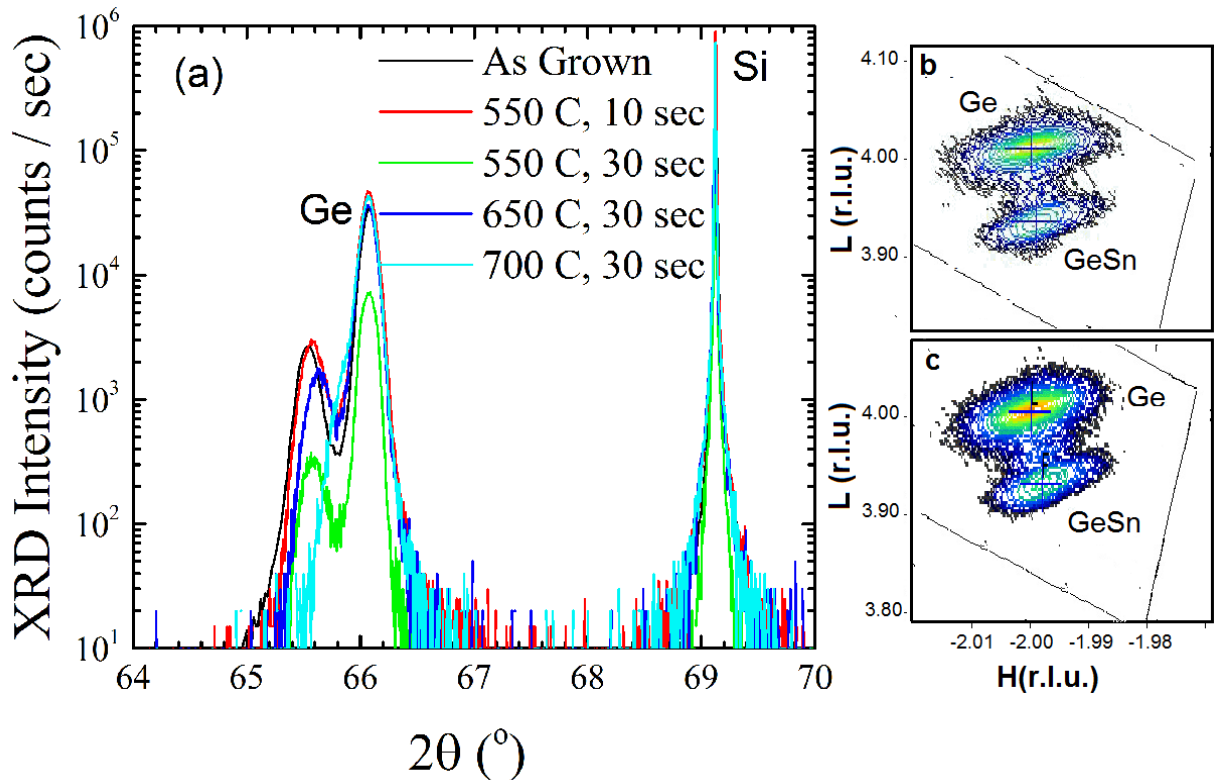 XRD Intensity (counts / sec)
10^6
10^5
10^4
10^3
10^2
10^1
(a)
As Grown
550 C, 10 sec
550 C, 30 sec
650 C, 30 sec
700 C, 30 sec
Ge
Si
64 65 66 67 68 69 70
2θ (°)
b
Ge
GeSn
4.10
4.00
3.90
L (r.l.u.)
c
Ge
GeSn
4.00
3.90
3.80
L (r.l.u.)
-2.01 -2.00 -1.99 -1.98
H(r.l.u.)